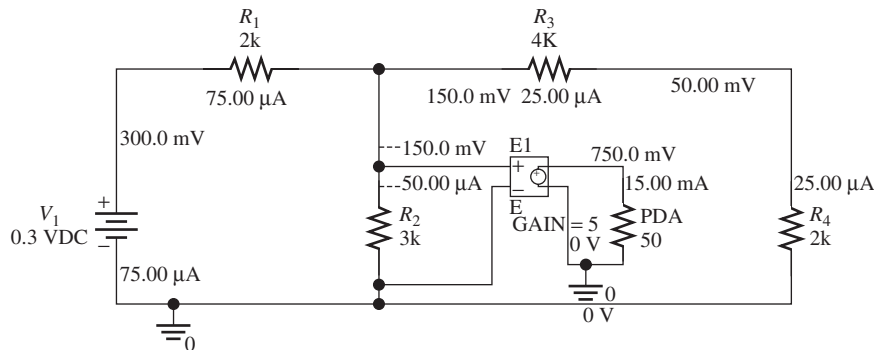 R1
2k
75.00 µA
R3
4K
150.0 mV
25.00 µA
50.00 mV
300.0 mV
150.0 mV
50.00 µA
E1
+
−
+
E
GAIN = 5
750.0 mV
15.00 mA
PDA
50
0 V
25.00 µA
R4
2k
V1
0.3 VDC
+
−
R2
3k
75.00 µA
0
0
0 V